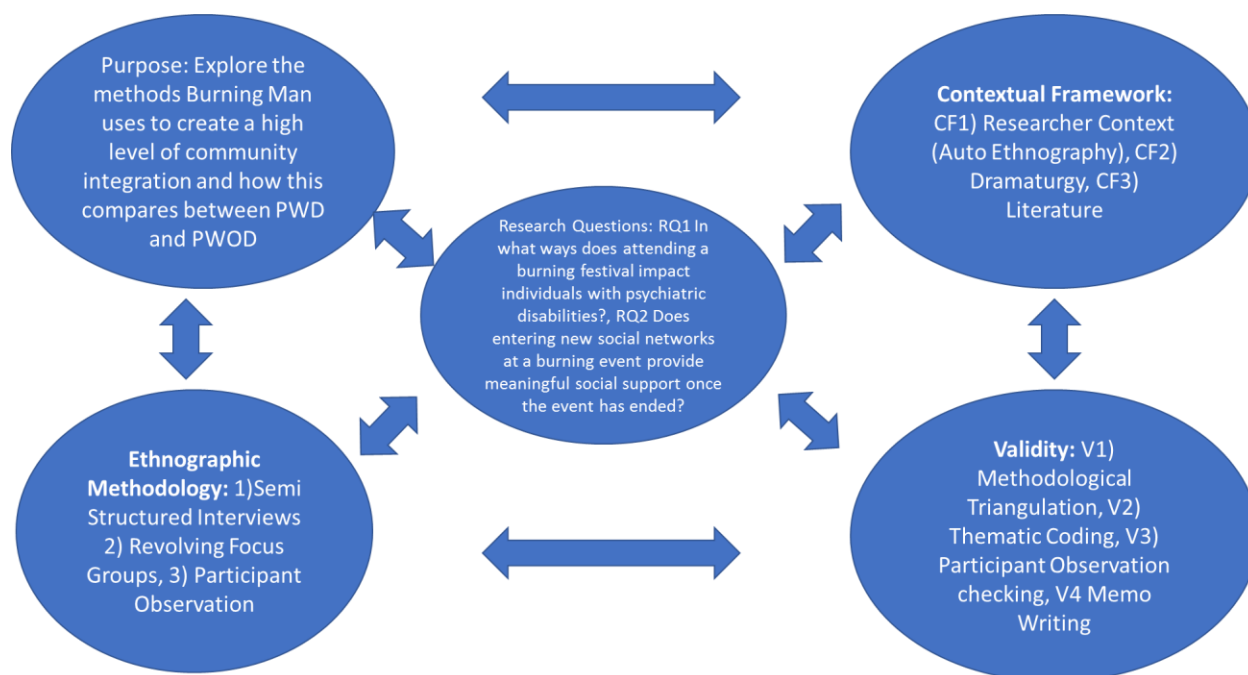 Purpose: Explore the
methods Burning Man
uses to create a high
level of community
integration and how this
compares between PWD
and PWOD
Contextual Framework:
CF1) Researcher Context
(Auto Ethnography), CF2)
Dramaturgy, CF3)
Literature
Research Questions: RQ1 In
what ways does attending a
burning festival impact
individuals with psychiatric
disabilities?, RQ2 Does
entering new social networks
at a burning event provide
meaningful social support once
the event has ended?
Ethnographic
Methodology: 1)Semi
Structured Interviews
2) Revolving Focus
Groups, 3) Participant
Observation
Validity: V1)
Methodological
Triangulation, V2)
Thematic Coding, V3)
Participant Observation
checking, V4 Memo
Writing